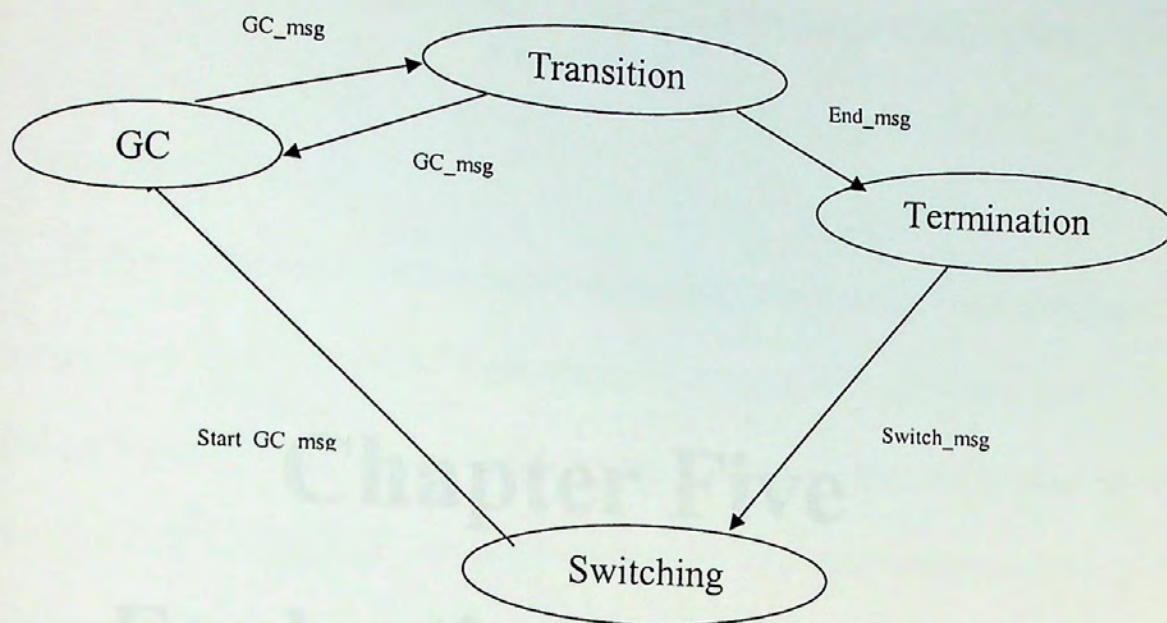 GC_msg
Transition
End_msg
GC
GC_msg
Termination
Start GC msg
Switch_msg
Chapter Five
Switching